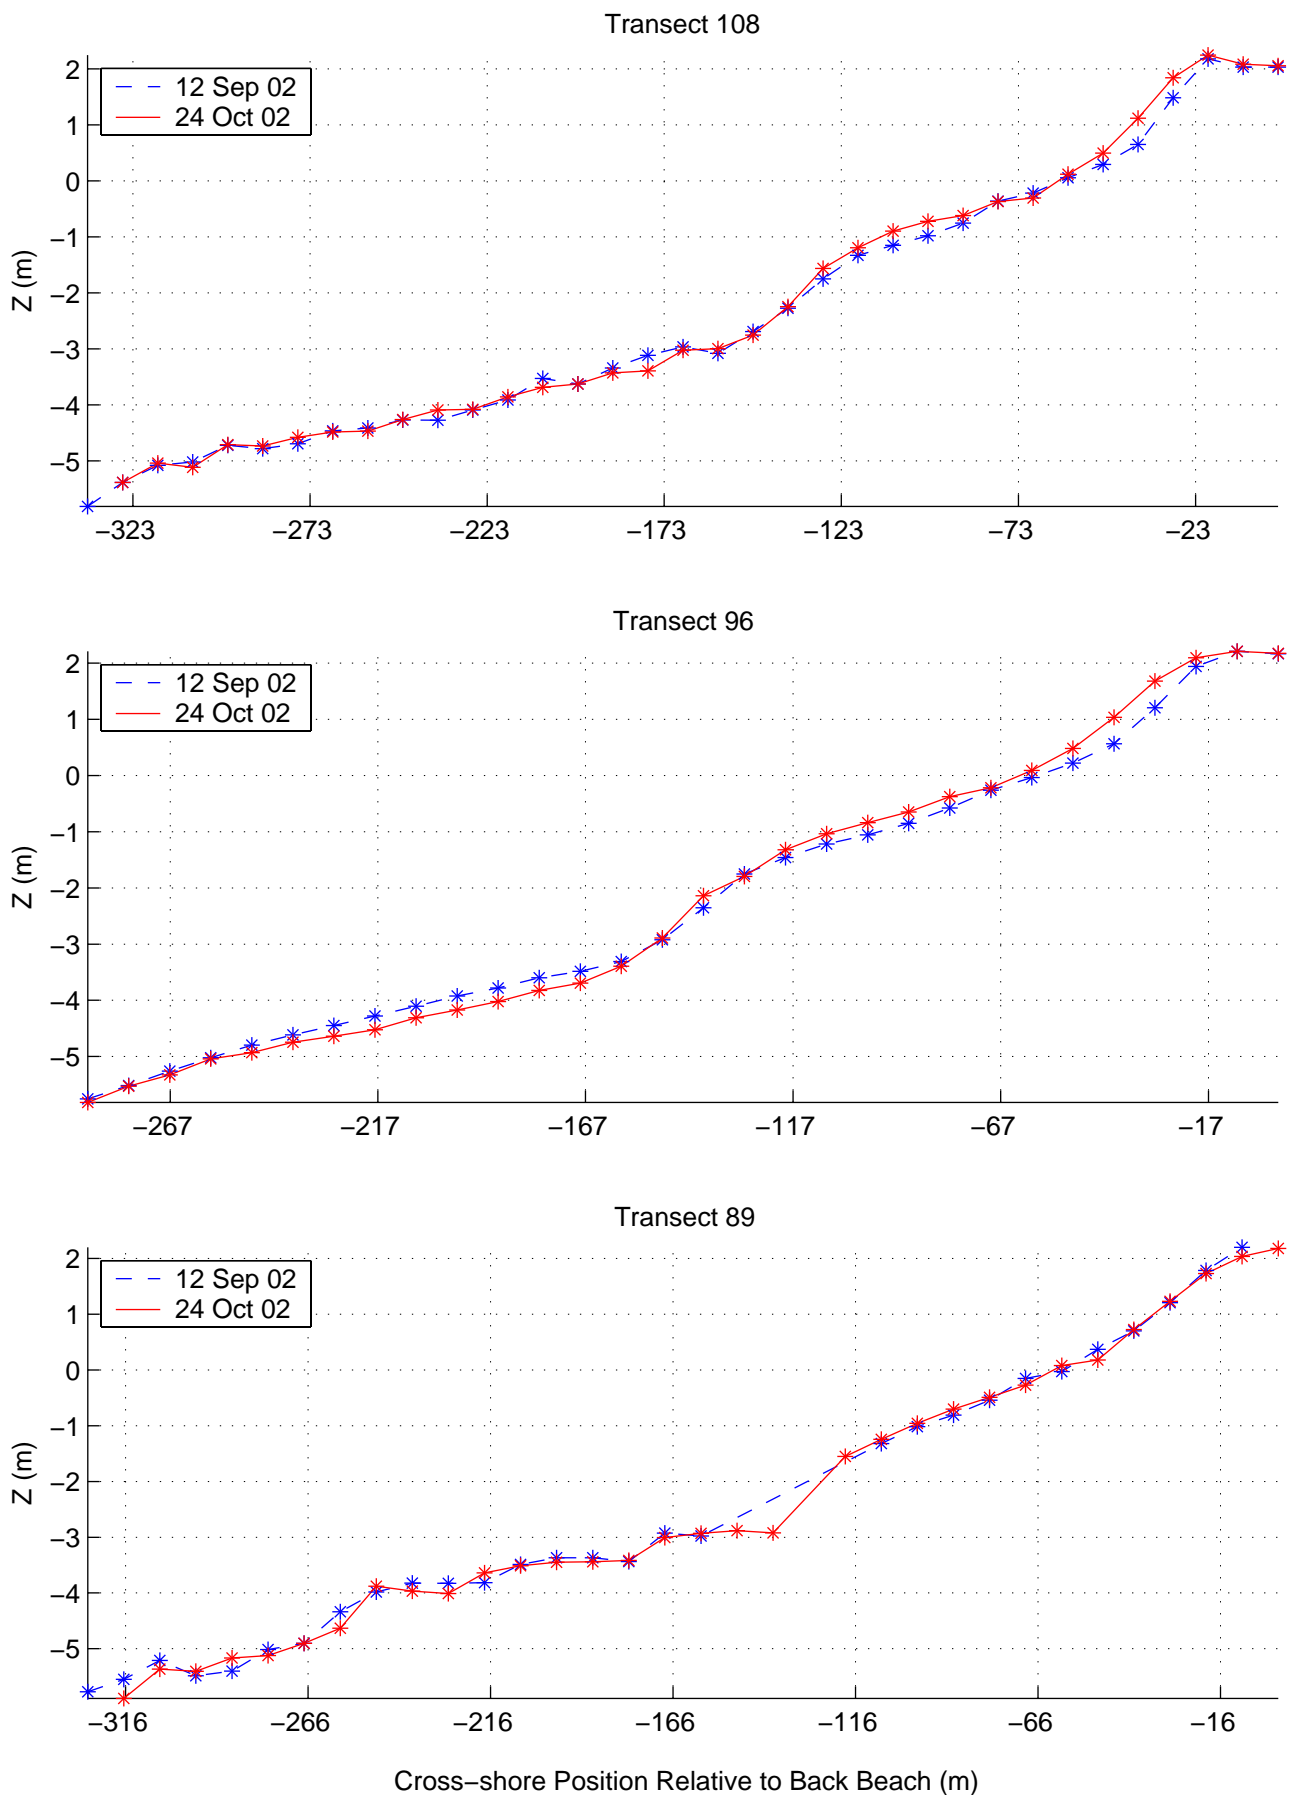 Transect 108
12 Sep 02
24 Oct 02
2
1
0
−1
−2
−3
−4
−5
Z (m)
−323 −273 −223 −173 −123 −73 −23
Transect 96
12 Sep 02
24 Oct 02
2
1
0
−1
−2
−3
−4
−5
Z (m)
−267 −217 −167 −117 −67 −17
Transect 89
12 Sep 02
24 Oct 02
2
1
0
−1
−2
−3
−4
−5
Z (m)
−316 −266 −216 −166 −116 −66 −16
Cross−shore Position Relative to Back Beach (m)